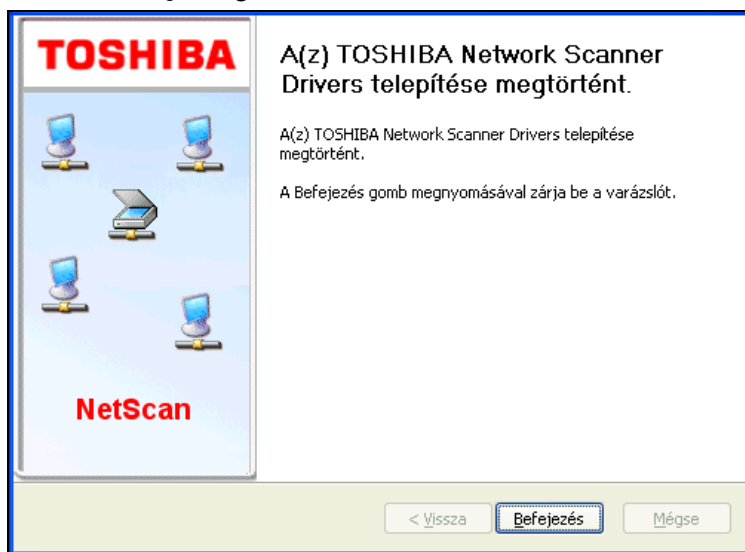 TOSHIBA
NetScan
A(z) TOSHIBA Network Scanner
Drivers telepítése megtörtént.
A(z) TOSHIBA Network Scanner Drivers telepítése
megtörtént.
A Befejezés gomb megnyomásával zárja be a varázslót.
< Vissza
Befejezés
Mégse